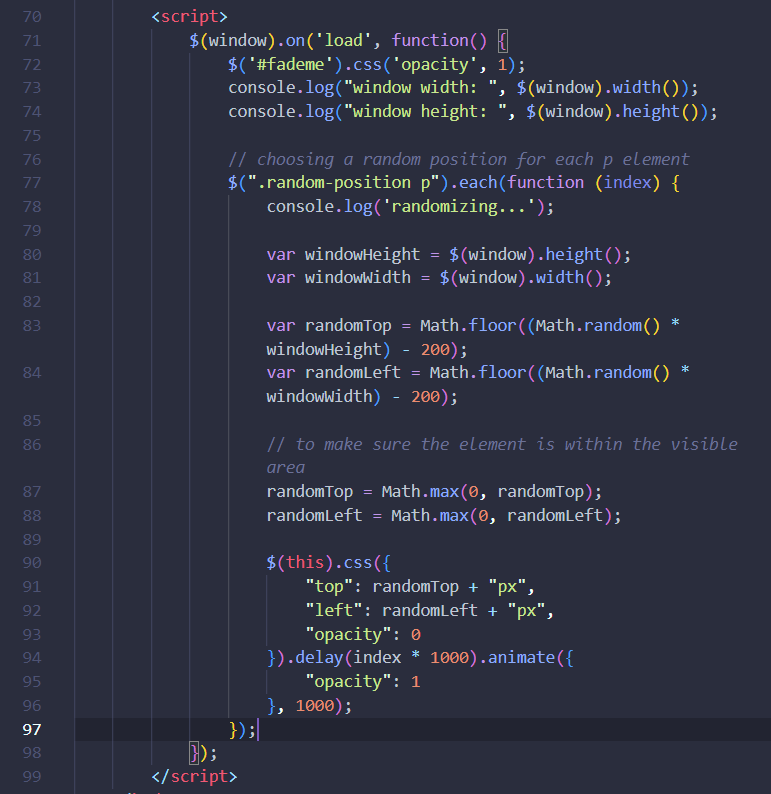 70 <script>
71 $(window).on('load', function() {
72 $('#fademe').css('opacity', 1);
73 console.log("window width: ", $(window).width());
74 console.log("window height: ", $(window).height());
75
76 // choosing a random position for each p element
77 $(".random-position p").each(function (index) {
78 console.log('randomizing...');
79
80 var windowHeight = $(window).height();
81 var windowWidth = $(window).width();
82
83 var randomTop = Math.floor((Math.random() *
windowHeight) - 200);
84 var randomLeft = Math.floor((Math.random() *
windowWidth) - 200);
85
86 // to make sure the element is within the visible
area
87 randomTop = Math.max(0, randomTop);
88 randomLeft = Math.max(0, randomLeft);
89
90 $(this).css({
91 "top": randomTop + "px",
92 "left": randomLeft + "px",
93 "opacity": 0
94 }).delay(index * 1000).animate({
95 "opacity": 1
96 }, 1000);
97 });
98 });
99 </script>